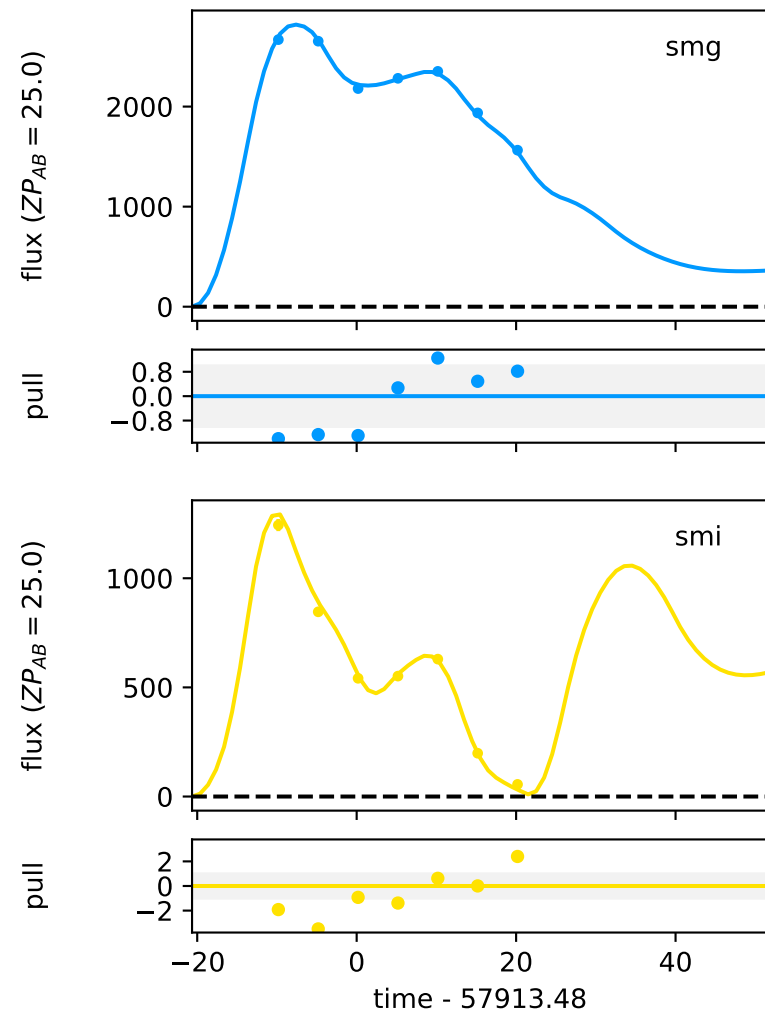 smg
flux (ZP_AB = 25.0)
2000
1000
0
pull
0.8
0.0
−0.8
smi
flux (ZP_AB = 25.0)
1000
500
0
pull
2
0
−2
−20 0 20 40
time - 57913.48